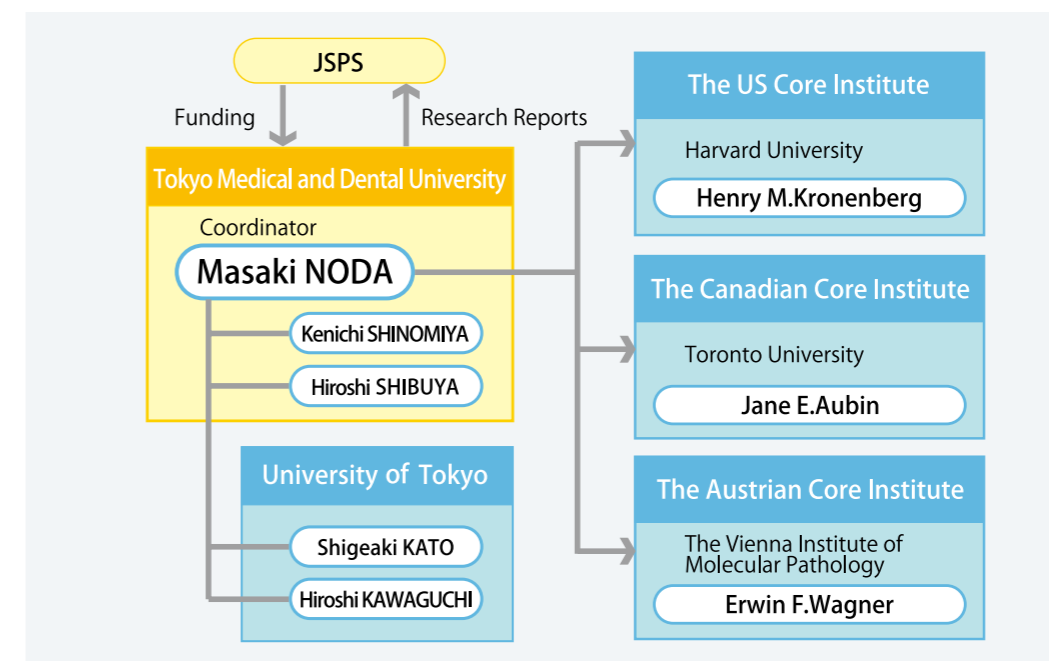 JSPS
Funding
Research Reports
Tokyo Medical and Dental University
Coordinator
Masaki NODA
Kenichi SHINOMIYA
Hiroshi SHIBUYA
University of Tokyo
Shigeaki KATO
Hiroshi KAWAGUCHI
The US Core Institute
Harvard University
Henry M.Kronenberg
The Canadian Core Institute
Toronto University
Jane E.Aubin
The Austrian Core Institute
The Vienna Institute of
Molecular Pathology
Erwin F.Wagner